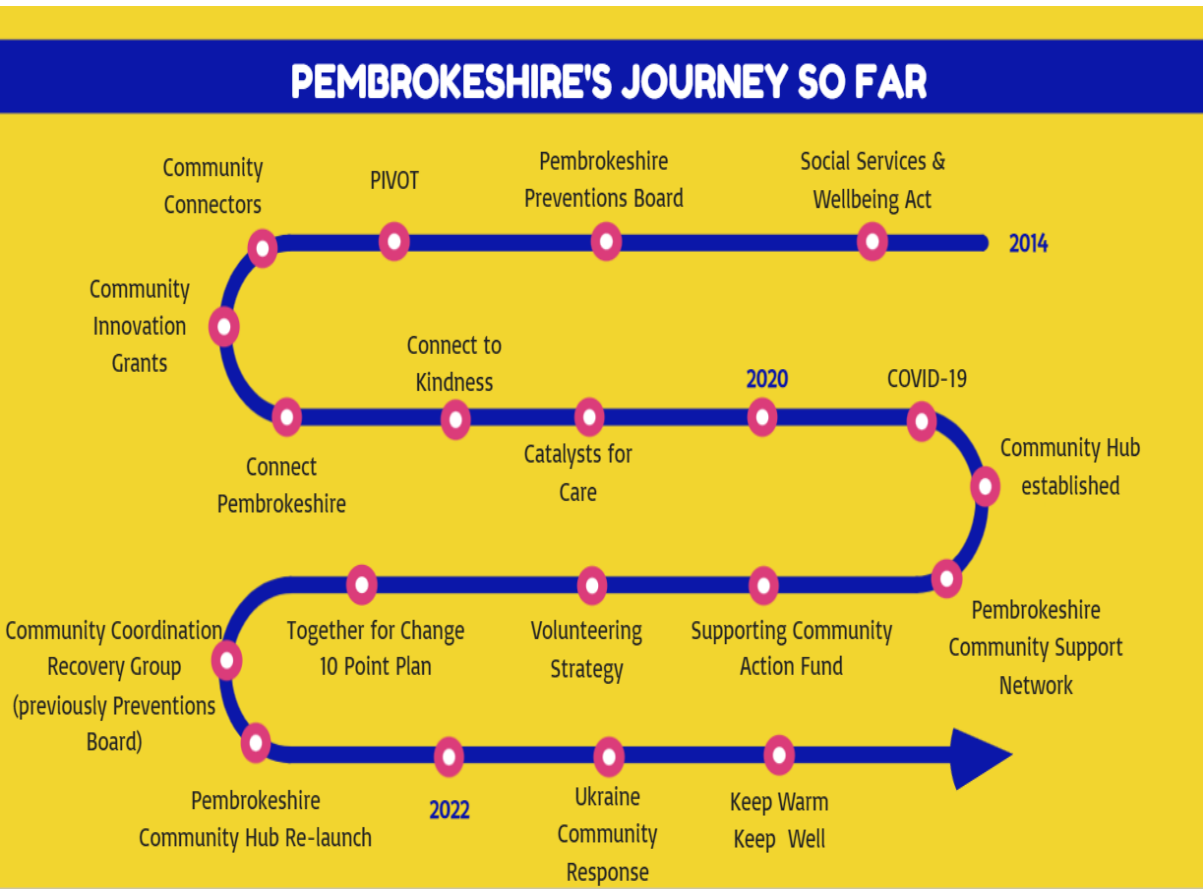 PEMBROKESHIRE'S JOURNEY SO FAR
2014
Social Services &
Wellbeing Act
Pembrokeshire
Preventions Board
PIVOT
Community
Connectors
Community
Innovation
Grants
Connect
Pembrokeshire
Connect to
Kindness
Catalysts for
Care
2020
COVID-19
Community Hub
established
Pembrokeshire
Community Support
Network
Supporting Community
Action Fund
Volunteering
Strategy
Together for Change
10 Point Plan
Community Coordination
Recovery Group
(previously Preventions
Board)
Pembrokeshire
Community Hub Re-launch
2022
Ukraine
Community
Response
Keep Warm
Keep Well